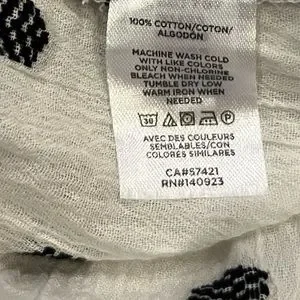 100% COTTON/COTON/
ALGODÓN
MACHINE WASH COLD
WITH LIKE COLORS
ONLY NON-CHLORINE
BLEACH WHEN NEEDED
TUMBLE DRY LOW
WARM IRON WHEN
NEEDED
30
AVEC DES COULEURS
SEMBLABLES/CON
COLORES SIMILARES
CA#57421
RN#140923